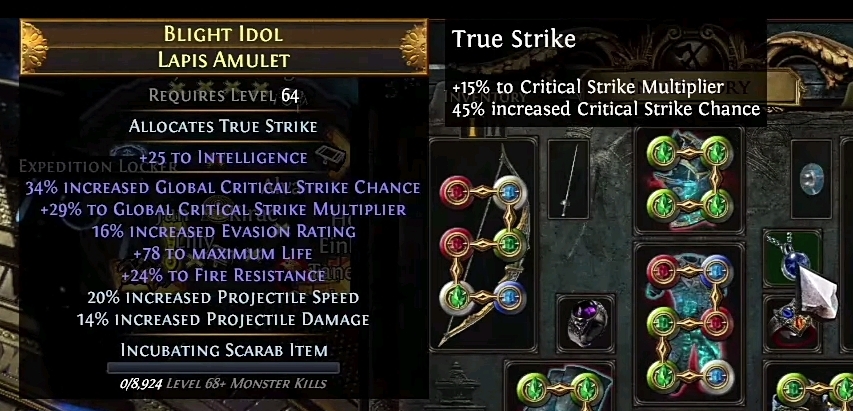 BLIGHT IDOL
LAPIS AMULET
REQUIRES LEVEL 64
ALLOCATES TRUE STRIKE
+25 TO INTELLIGENCE
34% INCREASED GLOBAL CRITICAL STRIKE CHANCE
+29% TO GLOBAL CRITICAL STRIKE MULTIPLIER
16% INCREASED EVASION RATING
+78 TO MAXIMUM LIFE
+24% TO FIRE RESISTANCE
20% INCREASED PROJECTILE SPEED
14% INCREASED PROJECTILE DAMAGE
INCUBATING SCARAB ITEM
0/8,924 LEVEL 68+ MONSTER KILLS
EXPEDITION LOCKER
True Strike
+15% to Critical Strike Multiplier
45% increased Critical Strike Chance
INVENTORY